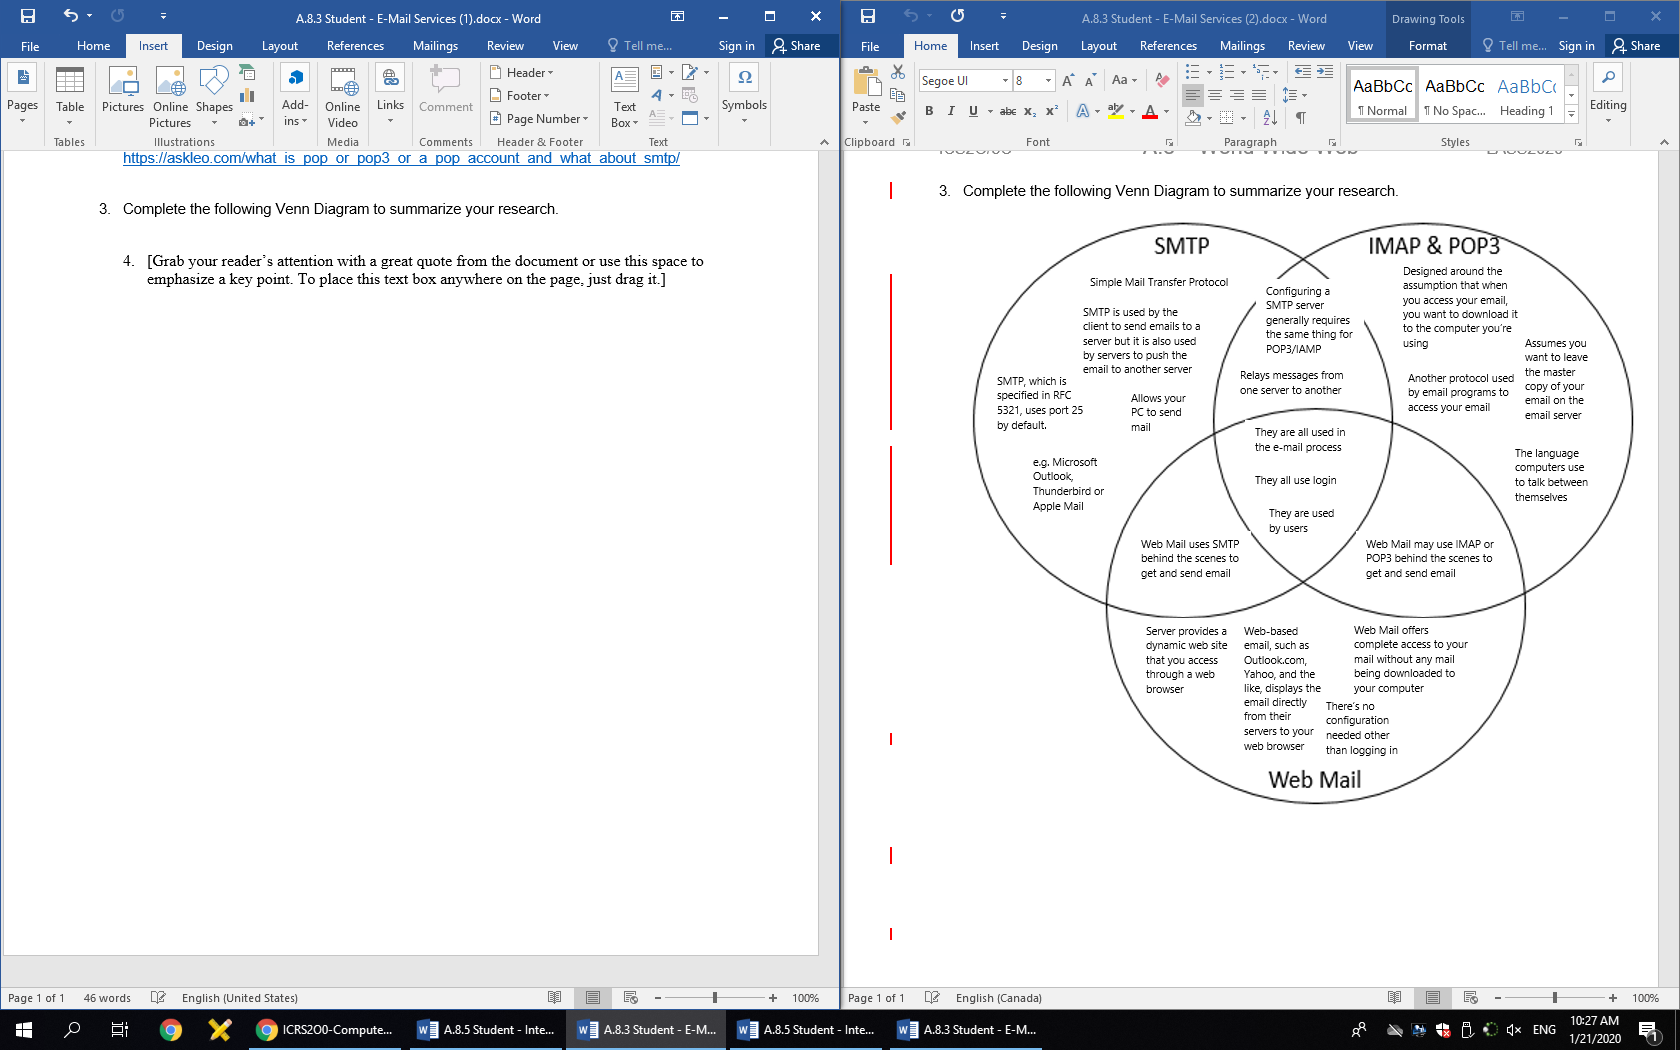 A.8.3 Student - E-Mail Services (1).docx - Word
File Home Insert Design Layout References Mailings Review View Tell me... Sign in Share
Pages
Table
Tables
Pictures
Online Pictures
Shapes
Illustrations
Add-ins
Online Video
Media
Links
Comment
Comments
Header
Footer
Page Number
Header & Footer
Text Box
Text
Symbols
https://askleo.com/what_is_pop_or_pop3_or_a_pop_account_and_what_about_smtp/
3. Complete the following Venn Diagram to summarize your research.
4. [Grab your reader's attention with a great quote from the document or use this space to
emphasize a key point. To place this text box anywhere on the page, just drag it.]
Page 1 of 1 46 words English (United States) 100%
A.8.3 Student - E-Mail Services (2).docx - Word Drawing Tools
File Home Insert Design Layout References Mailings Review View Format Tell me... Sign in Share
Paste
Clipboard
Segoe UI 8
Font
Paragraph
AaBbCc AaBbCc AaBbCc
¶ Normal ¶ No Spac... Heading 1
Styles
Editing
3. Complete the following Venn Diagram to summarize your research.
SMTP
Simple Mail Transfer Protocol
SMTP is used by the
client to send emails to a
server but it is also used
by servers to push the
email to another server
SMTP, which is
specified in RFC
5321, uses port 25
by default.
Allows your
PC to send
mail
e.g. Microsoft
Outlook,
Thunderbird or
Apple Mail
Configuring a
SMTP server
generally requires
the same thing for
POP3/IAMP
Relays messages from
one server to another
IMAP & POP3
Designed around the
assumption that when
you access your email,
you want to download it
to the computer you're
using
Assumes you
want to leave
the master
copy of your
email on the
email server
Another protocol used
by email programs to
access your email
The language
computers use
to talk between
themselves
They are all used in
the e-mail process
They all use login
They are used
by users
Web Mail uses SMTP
behind the scenes to
get and send email
Web Mail may use IMAP or
POP3 behind the scenes to
get and send email
Server provides a
dynamic web site
that you access
through a web
browser
Web-based
email, such as
Outlook.com,
Yahoo, and the
like, displays the
email directly
from their
servers to your
web browser
Web Mail offers
complete access to your
mail without any mail
being downloaded to
your computer
There's no
configuration
needed other
than logging in
Web Mail
Page 1 of 1 English (Canada) 100%
ICRS2O0-Compute... A.8.5 Student - Inte... A.8.3 Student - E-M... A.8.5 Student - Inte... A.8.3 Student - E-M... ENG
10:27 AM
1/21/2020
1